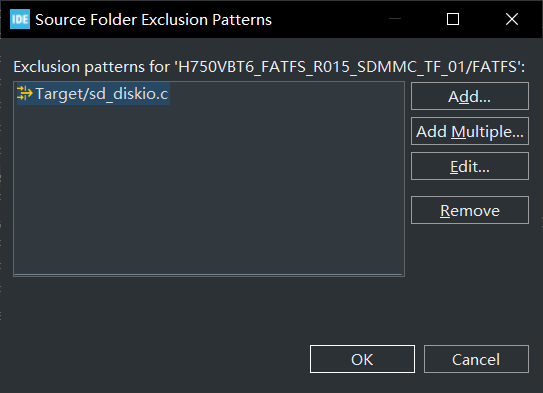 IDE Source Folder Exclusion Patterns
Exclusion patterns for 'H750VBT6_FATFS_R015_SDMMC_TF_01/FATFS':
Target/sd_diskio.c
Add...
Add Multiple...
Edit...
Remove
OK
Cancel